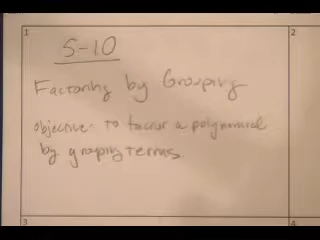 1
2
5-10
Factoring by Grouping
objective- to factor a polynomial
by grouping terms.
3
4